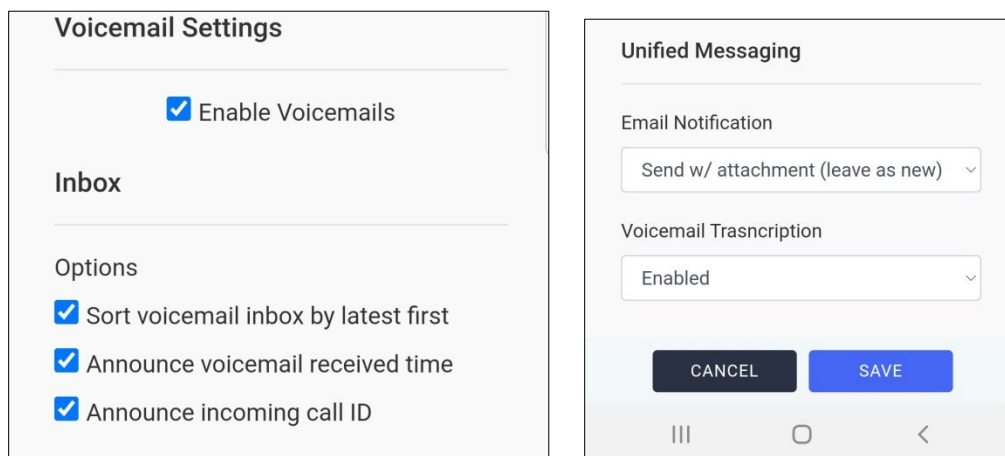 Voicemail Settings
Enable Voicemails
Inbox
Options
Sort voicemail inbox by latest first
Announce voicemail received time
Announce incoming call ID
Unified Messaging
Email Notification
Send w/ attachment (leave as new)
Voicemail Trasncription
Enabled
CANCEL SAVE